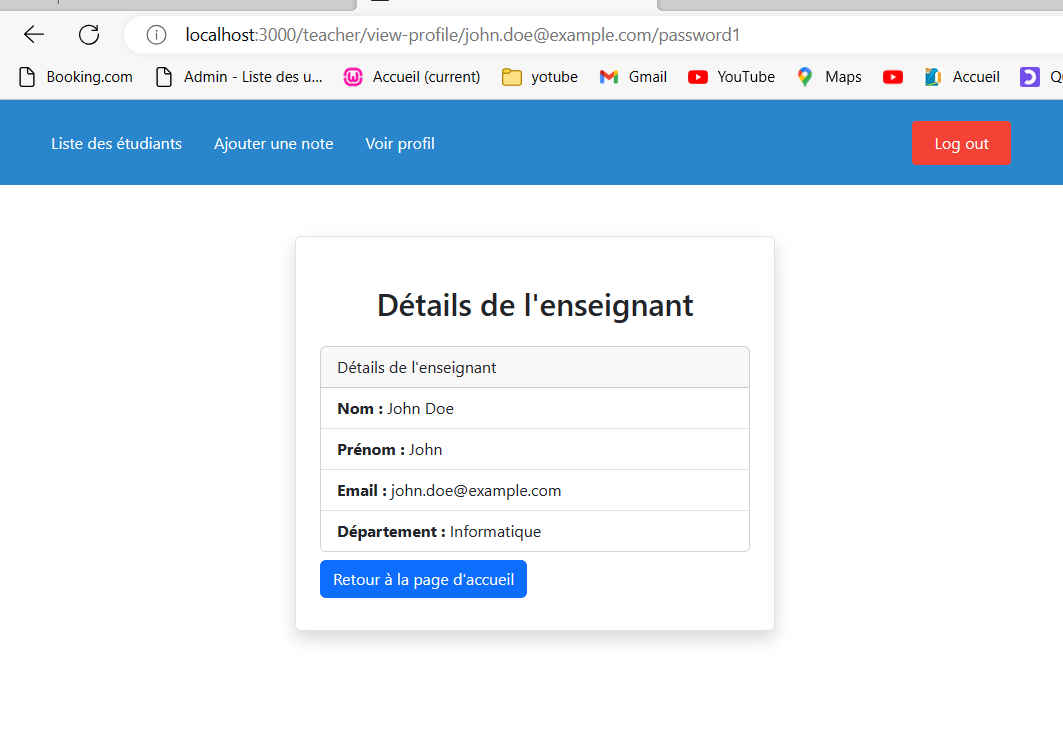 localhost:3000/teacher/view-profile/john.doe@example.com/password1
Booking.com Admin - Liste des u... Accueil (current) yotube Gmail YouTube Maps Accueil
Liste des étudiants Ajouter une note Voir profil Log out
Détails de l'enseignant
Détails de l'enseignant
Nom : John Doe
Prénom : John
Email : john.doe@example.com
Département : Informatique
Retour à la page d'accueil